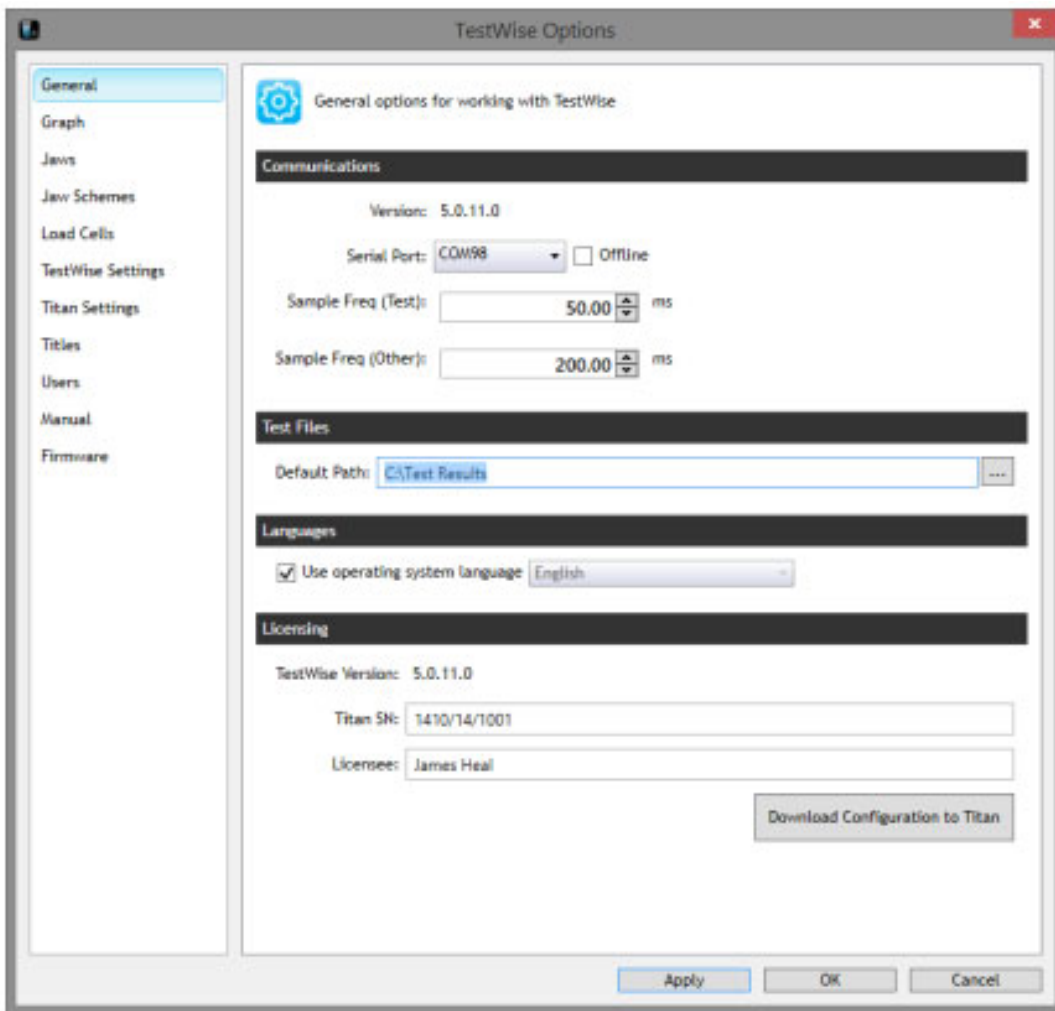 TestWise Options
General
Graph
Jaws
Jaw Schemes
Load Cells
TestWise Settings
Titan Settings
Titles
Users
Manual
Firmware
General options for working with TestWise
Communications
Version: 5.0.11.0
Serial Port: COM98 Offline
Sample Freq (Test): 50.00 ms
Sample Freq (Other): 200.00 ms
Test Files
Default Path: C:\Test Results ...
Languages
Use operating system language English
Licensing
TestWise Version: 5.0.11.0
Titan SN: 1410/14/1001
Licensee: James Heal
Download Configuration to Titan
Apply OK Cancel